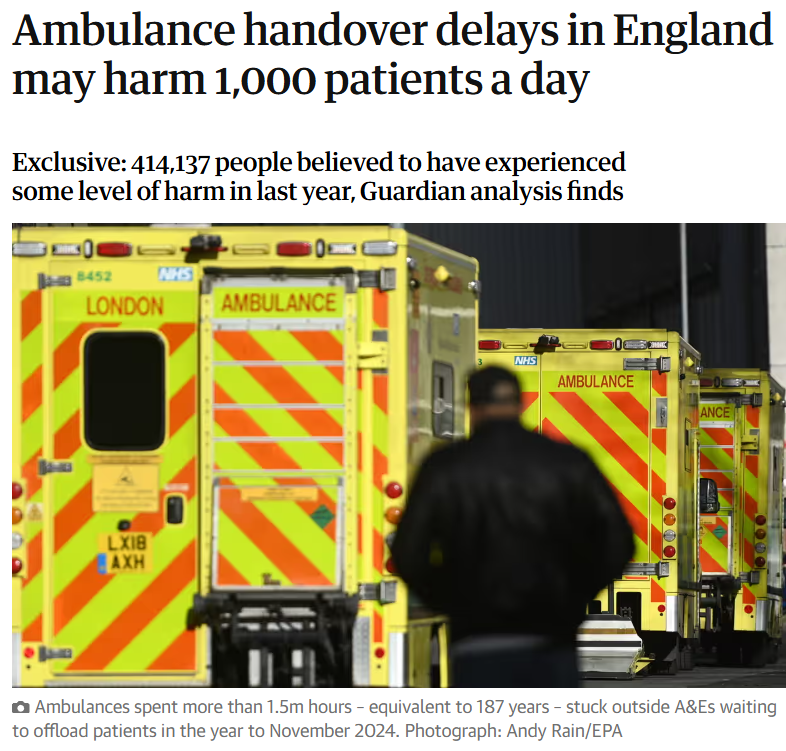 Ambulance handover delays in England
may harm 1,000 patients a day
Exclusive: 414,137 people believed to have experienced
some level of harm in last year, Guardian analysis finds
8452
NHS
LONDON
AMBULANCE
LX18
AXH
3
NHS
AMBULANCE
ANCE
Ambulances spent more than 1.5m hours – equivalent to 187 years – stuck outside A&Es waiting
to offload patients in the year to November 2024. Photograph: Andy Rain/EPA